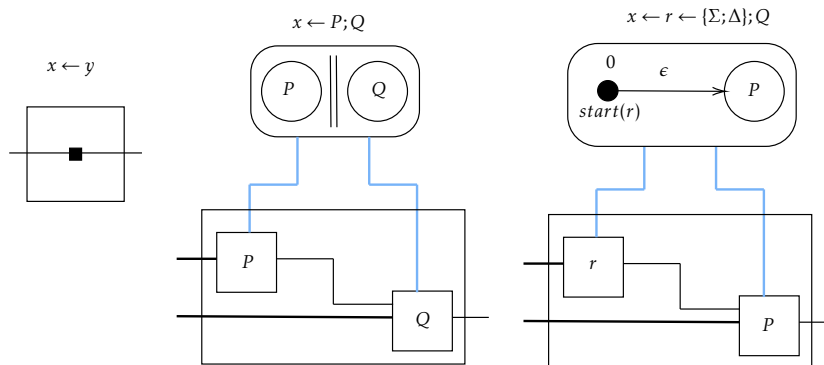 x ← y
x ← P; Q
P
Q
P
Q
x ← r ← {Σ; Δ}; Q
0
ϵ
P
start(r)
r
P